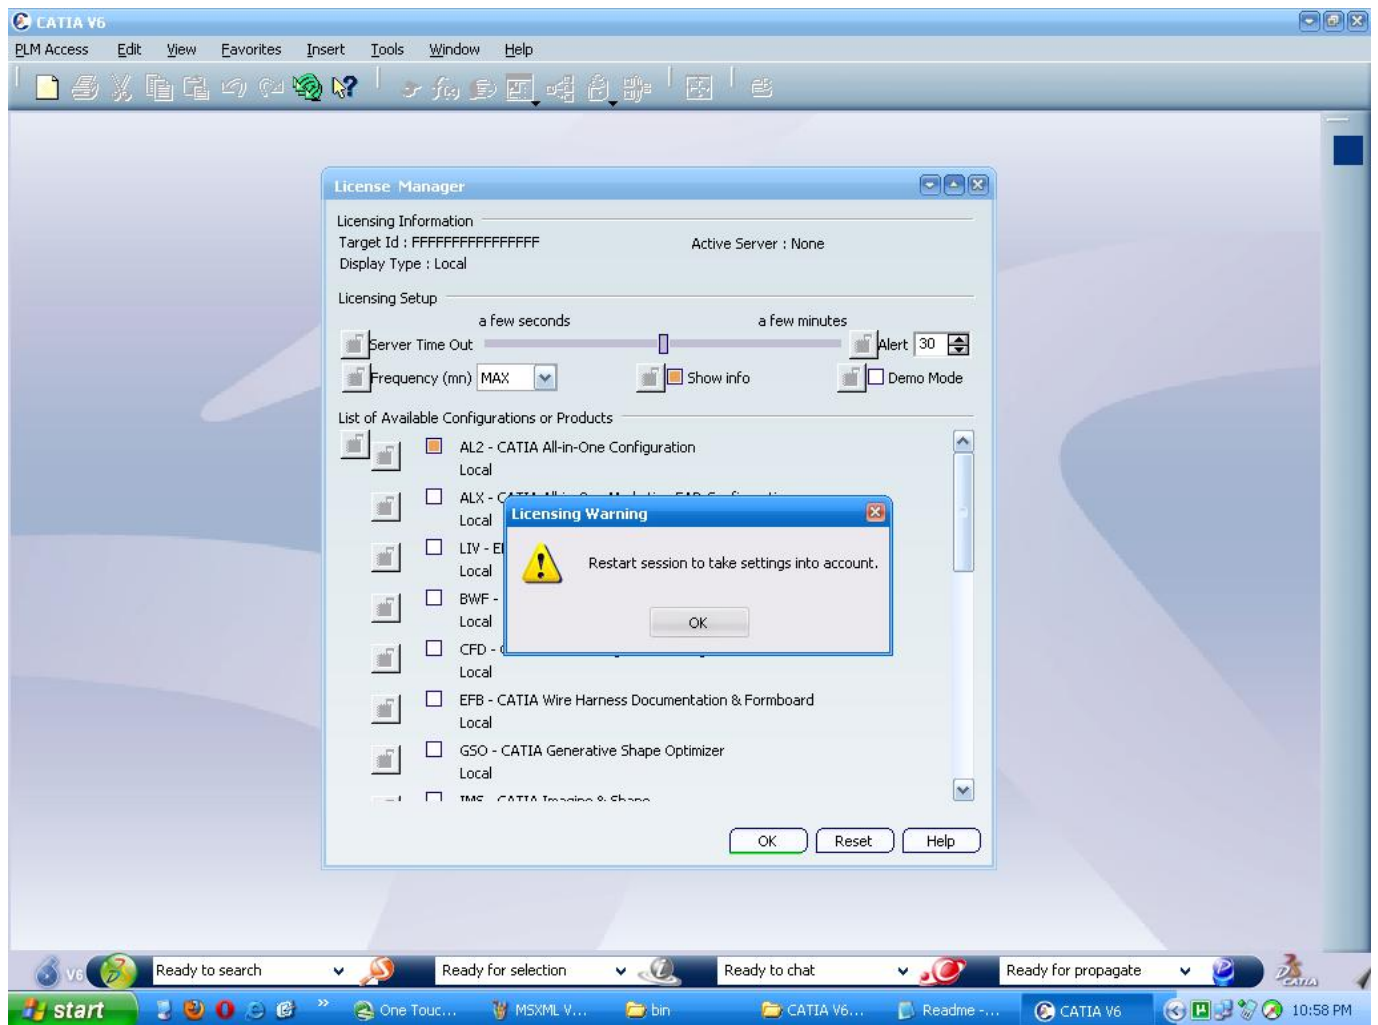 CATIA V6
PLM Access Edit View Favorites Insert Tools Window Help
License Manager
Licensing Information
Target Id : FFFFFFFFFFFFFFFF Active Server : None
Display Type : Local
Licensing Setup
a few seconds a few minutes
Server Time Out Alert 30
Frequency (mn) MAX Show info Demo Mode
List of Available Configurations or Products
AL2 - CATIA All-in-One Configuration
Local
ALX -
Local
Licensing Warning
LIV -
Restart session to take settings into account.
Local
BWF -
Local OK
CFD -
Local
EFB - CATIA Wire Harness Documentation & Formboard
Local
GSO - CATIA Generative Shape Optimizer
Local
IMS - CATIA Imagine & Shape
OK Reset Help
V6 Ready to search Ready for selection Ready to chat Ready for propagate CATIA
start One Touc... MSXML V... bin CATIA V6... Readme -... CATIA V6 10:58 PM